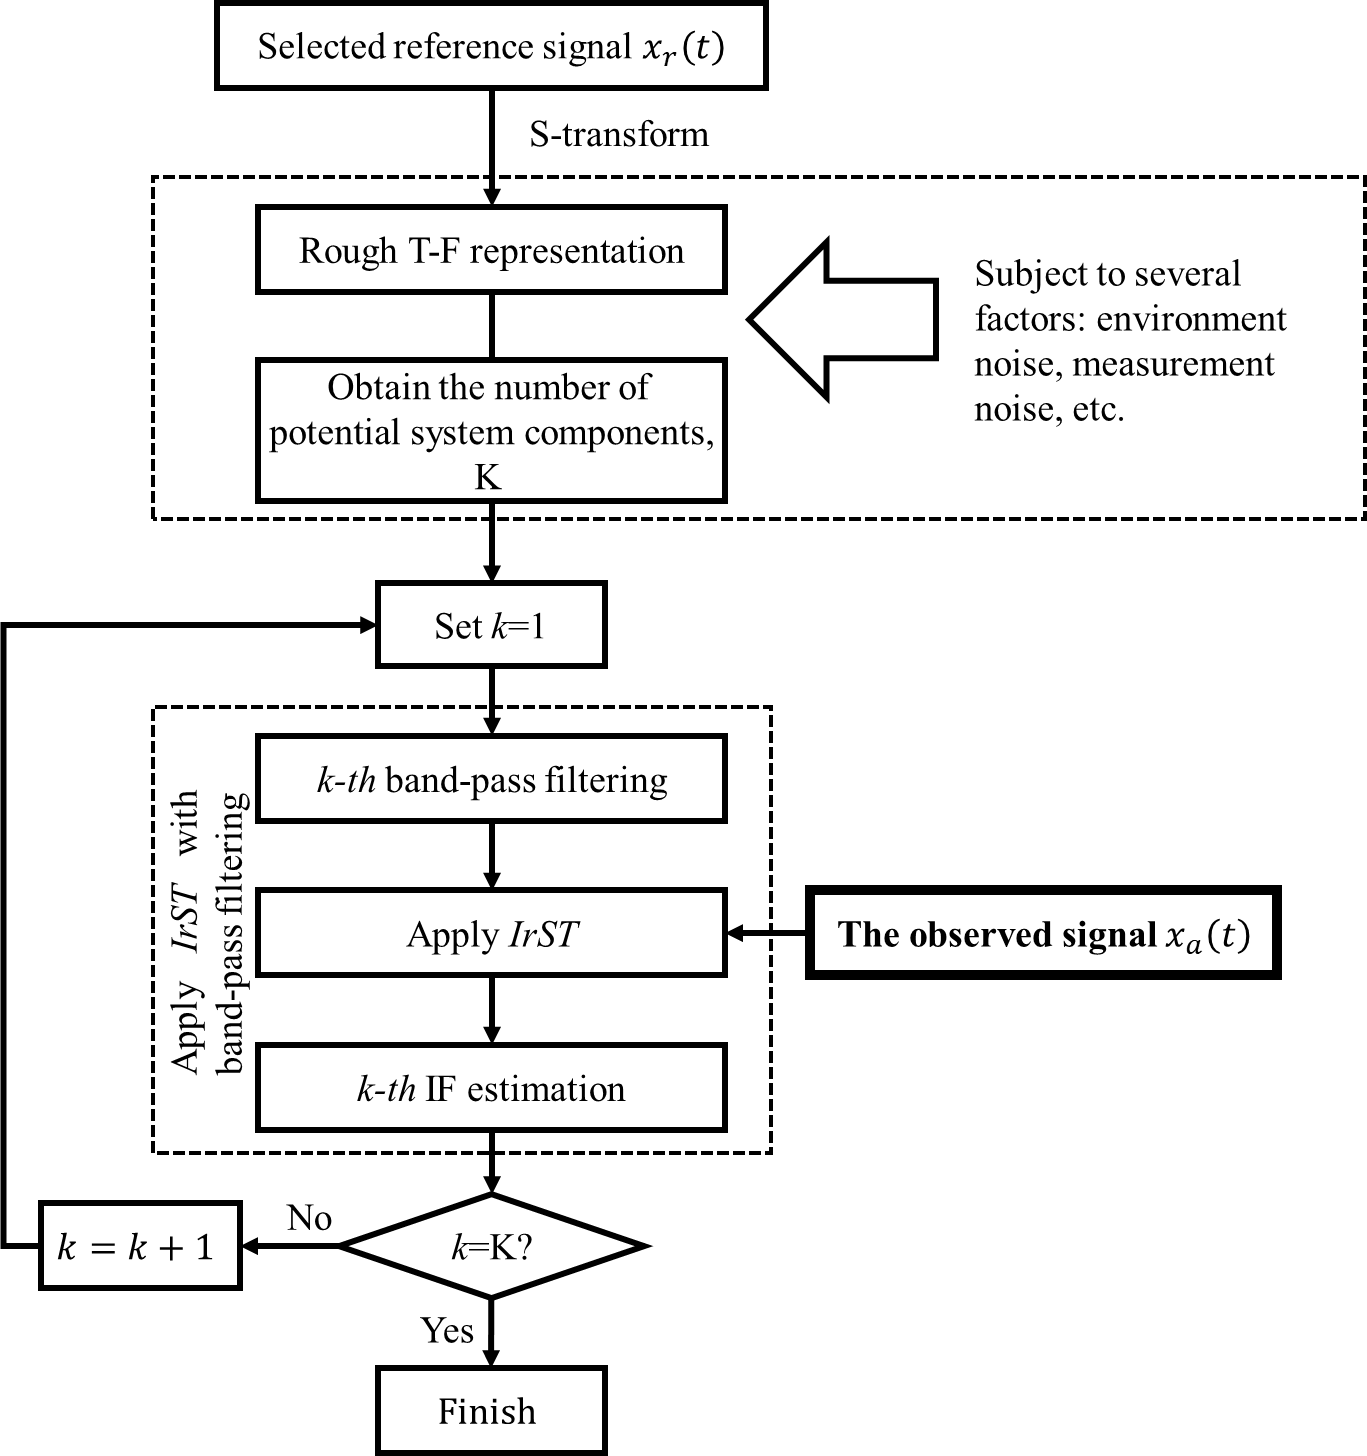 Selected reference signal 𝑥𝑟(𝑡)
S-transform
Rough T-F representation
Subject to several
factors: environment
noise, measurement
noise, etc.
Obtain the number of
potential system components,
K
Set k=1
Apply IrST with
band-pass filtering
k-th band-pass filtering
Apply IrST
The observed signal 𝑥𝑎(𝑡)
k-th IF estimation
k=K?
No
𝑘 = 𝑘 + 1
Yes
Finish